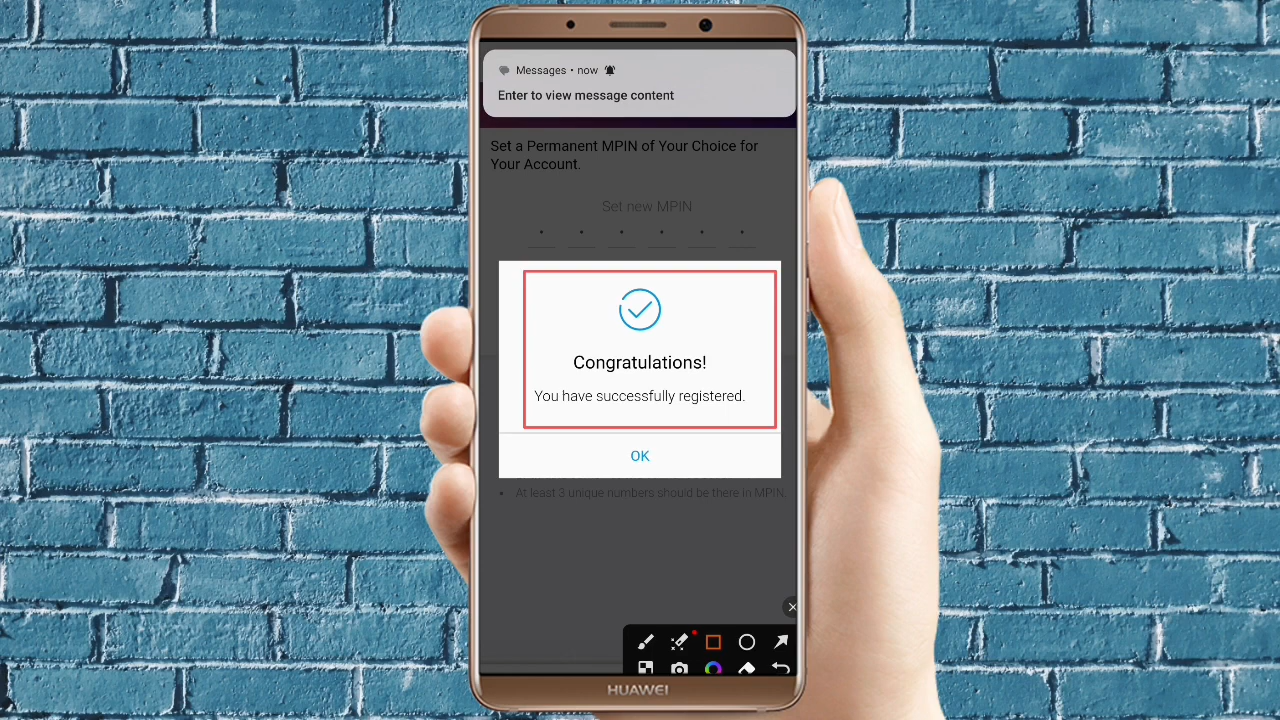 Messages • now
Enter to view message content
Set a Permanent MPIN of Your Choice for
Your Account.
Set new MPIN
Congratulations!
You have successfully registered.
OK
• At least 3 unique numbers should be there in MPIN.
HUAWEI